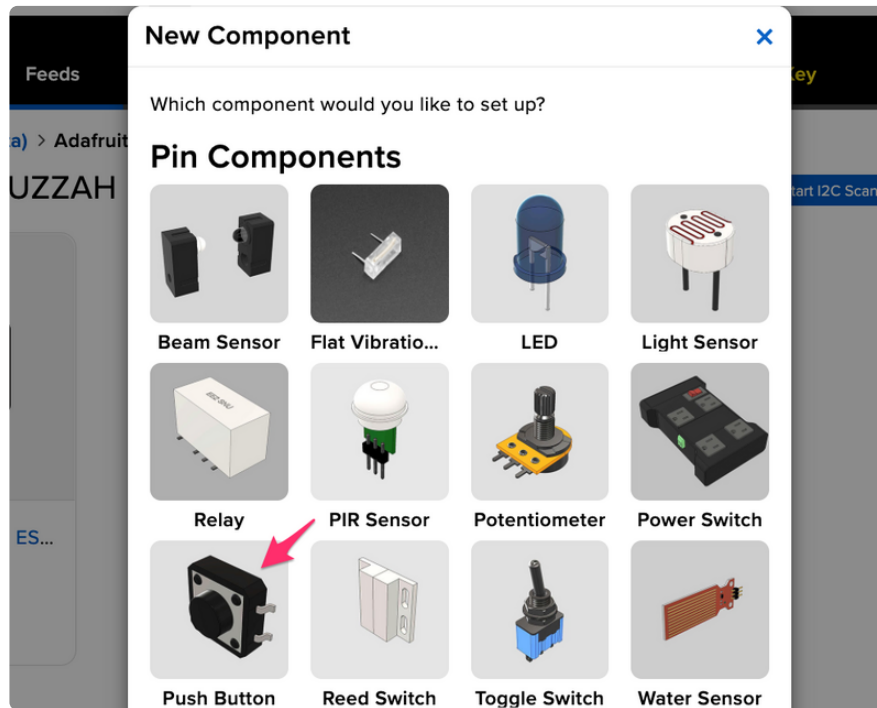 New Component
×
Feeds
Key
Which component would you like to set up?
a) > Adafruit
Pin Components
UZZAH
tart I2C Scan
Beam Sensor
Flat Vibratio...
LED
Light Sensor
Relay
PIR Sensor
Potentiometer
Power Switch
ES...
Push Button
Reed Switch
Toggle Switch
Water Sensor